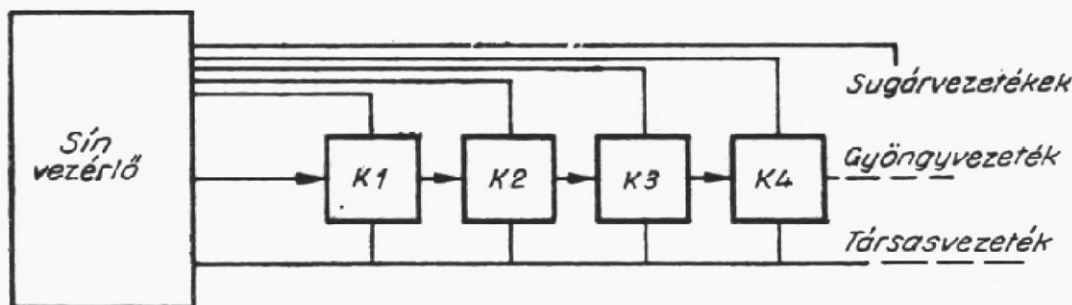 Sín
vezérlő
K1
K2
K3
K4
Sugárvezetékek
Gyöngyvezeték
Társasvezeték